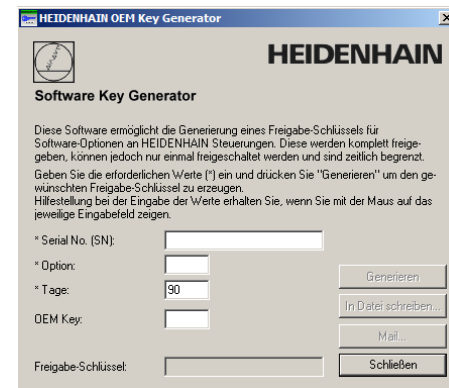 HEIDENHAIN OEM Key Generator
HEIDENHAIN
Software Key Generator
Diese Software ermöglicht die Generierung eines Freigabe-Schlüssels für
Software-Optionen an HEIDENHAIN Steuerungen. Diese werden komplett freige-
geben, können jedoch nur einmal freigeschaltet werden und sind zeitlich begrenzt.
Geben Sie die erforderlichen Werte (*) ein und drücken Sie "Generieren" um den ge-
wünschten Freigabe-Schlüssel zu erzeugen.
Hilfestellung bei der Eingabe der Werte erhalten Sie, wenn Sie mit der Maus auf das
jeweilige Eingabefeld zeigen.
* Serial No. (SN):
* Option:
* Tage: 90
OEM Key:
Freigabe-Schlüssel:
Generieren
In Datei schreiben...
Mail...
Schließen